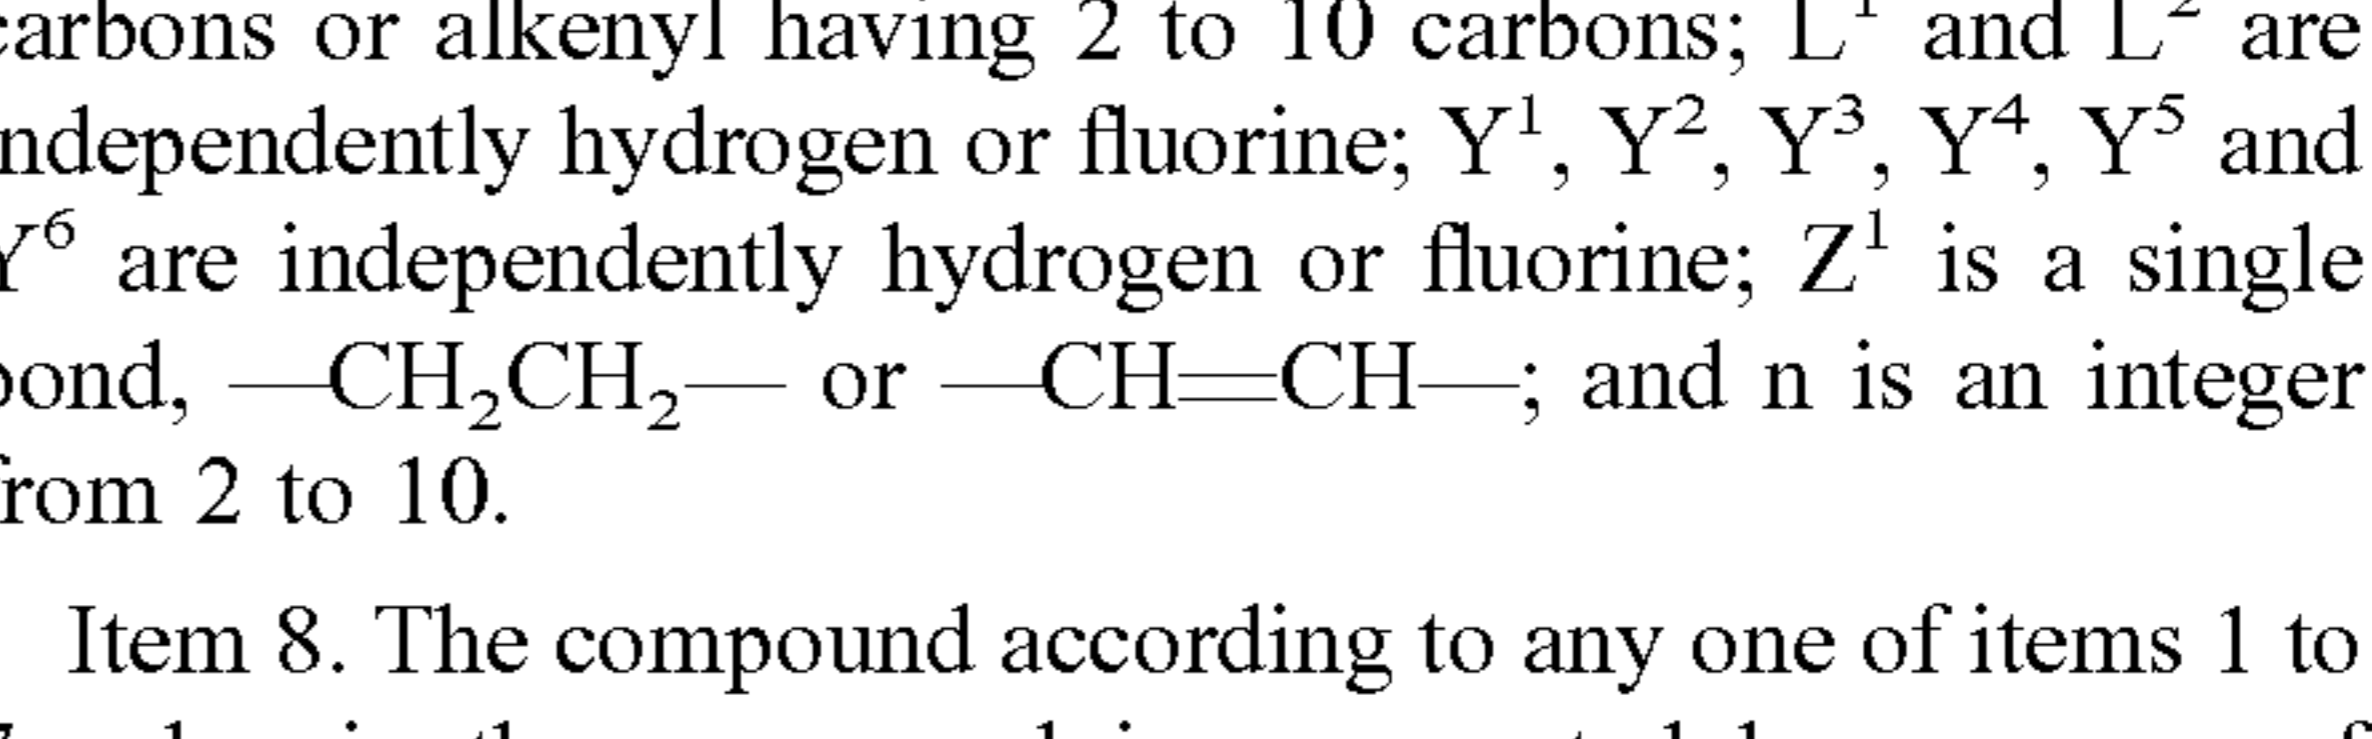 carbons or alkenyl having 2 to 10 carbons; L¹ and L² are
independently hydrogen or fluorine; Y¹, Y², Y³, Y⁴, Y⁵ and
Y⁶ are independently hydrogen or fluorine; Z¹ is a single
bond, —CH₂CH₂— or —CH=CH—; and n is an integer
from 2 to 10.
Item 8. The compound according to any one of items 1 to